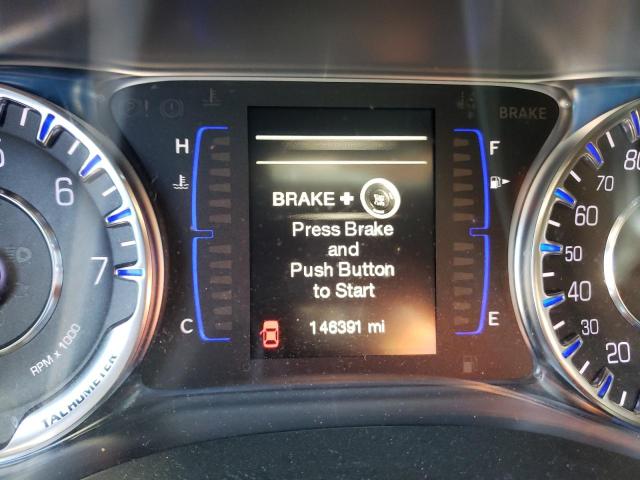 BRAKE
H
F
BRAKE +
Press Brake
and
Push Button
to Start
C
E
146391 mi
5
6
7
RPM x 1000
TACHOMETER
80
70
60
50
40
30
20